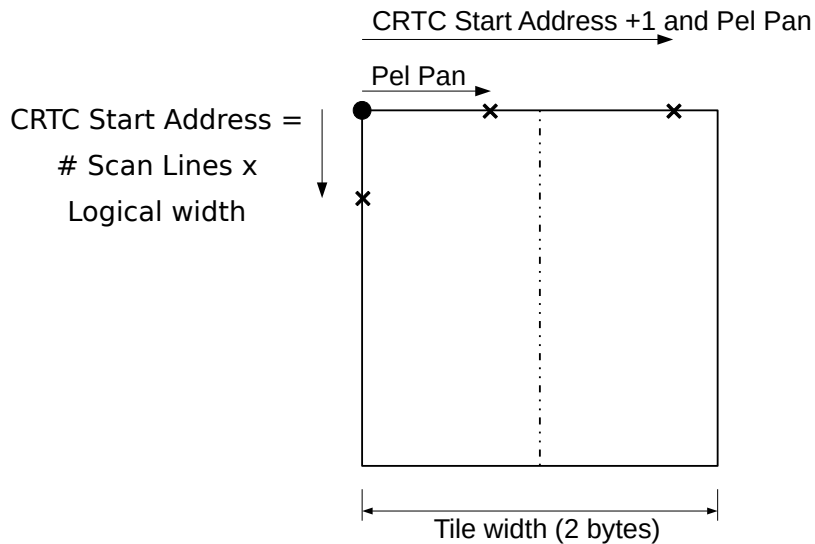 CRTC Start Address +1 and Pel Pan
Pel Pan
CRTC Start Address =
# Scan Lines x
Logical width
Tile width (2 bytes)